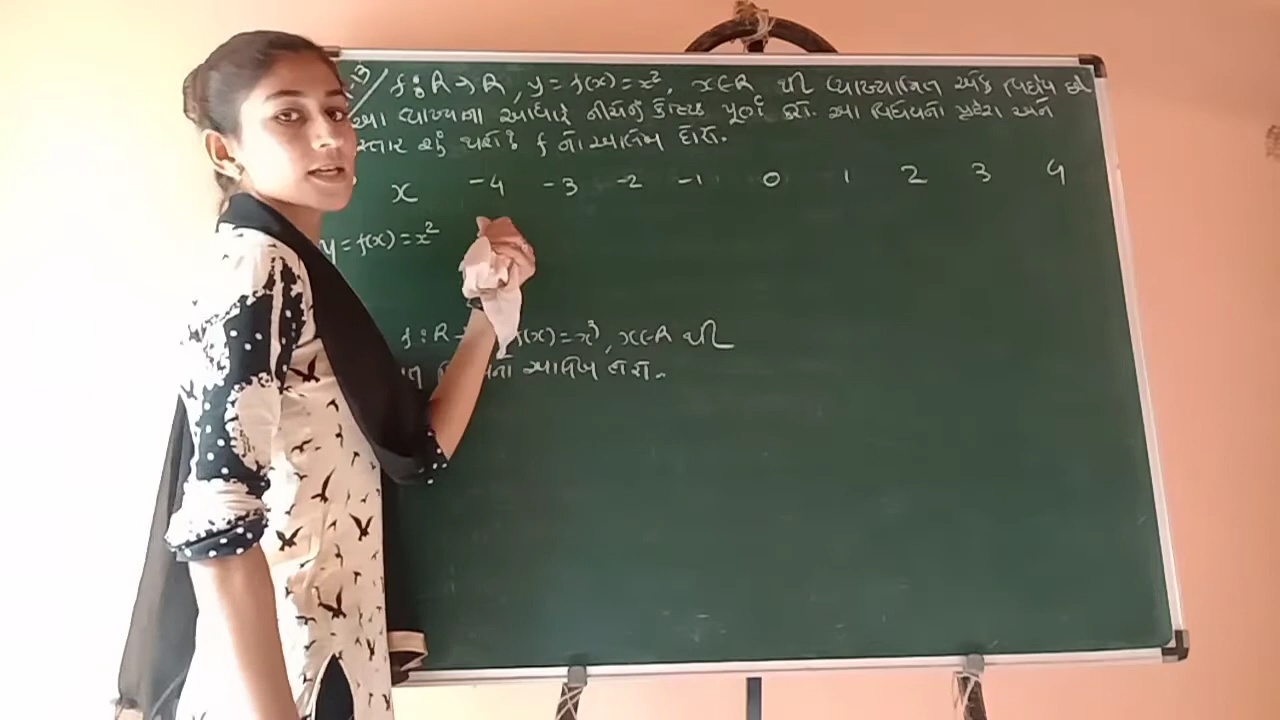 f : R → R, y = f(x) = x², x∈R થી વ્યાખ્યાયિત એક વિધેય છે
આ વ્યાખ્યાના આધારે નીચેનું કોષ્ટક પૂર્ણ કરો. આ વિધેયનો પ્રદેશ અને
સ્તાર શું થશે? f નો આલેખ દોરો.
x -4 -3 -2 -1 0 1 2 3 4
y = f(x) = x²
f : R f(x) = x³, x∈R થી
આલેખ દોરો.